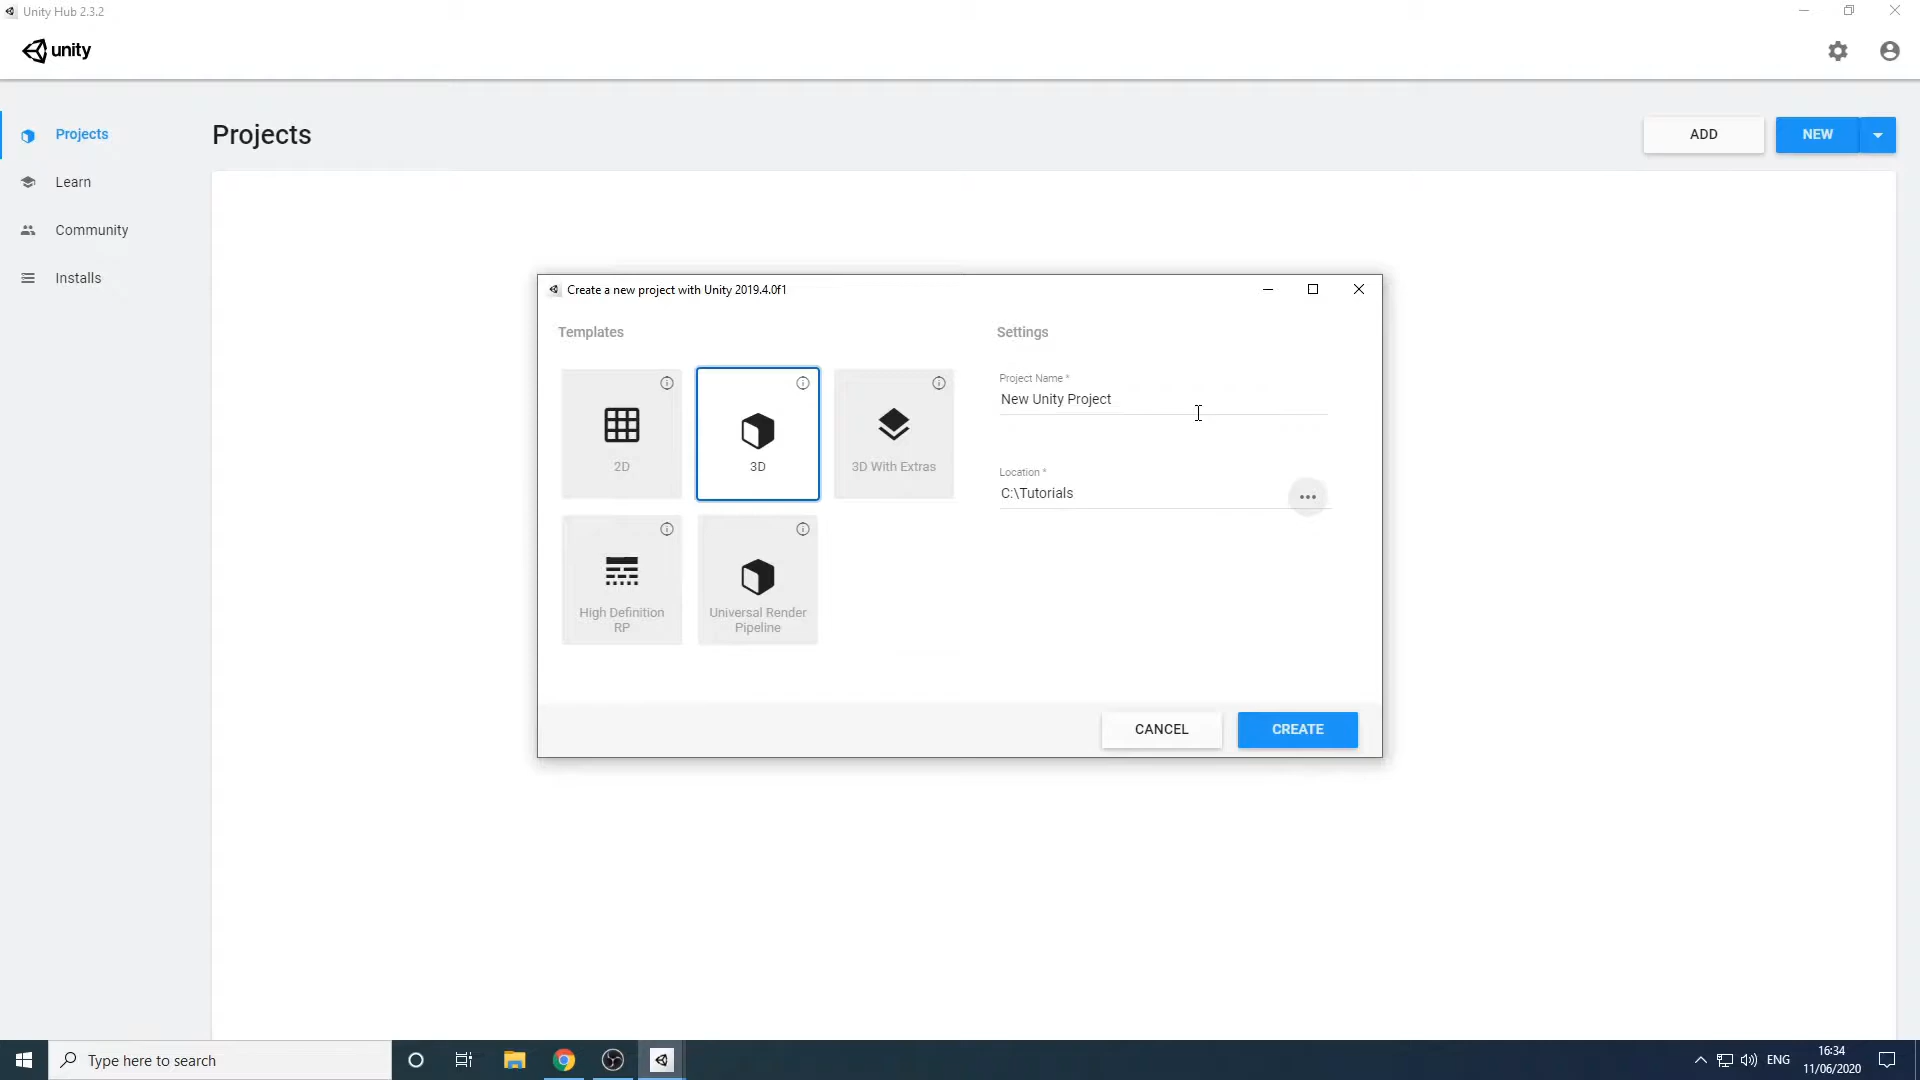 Unity Hub 2.3.2
unity
Projects
Learn
Community
Installs
Projects
ADD
NEW
Create a new project with Unity 2019.4.0f1
Templates
2D
3D
3D With Extras
High Definition
RP
Universal Render
Pipeline
Settings
Project Name *
New Unity Project
Location *
C:\Tutorials
CANCEL
CREATE
Type here to search
ENG
16:34
11/06/2020